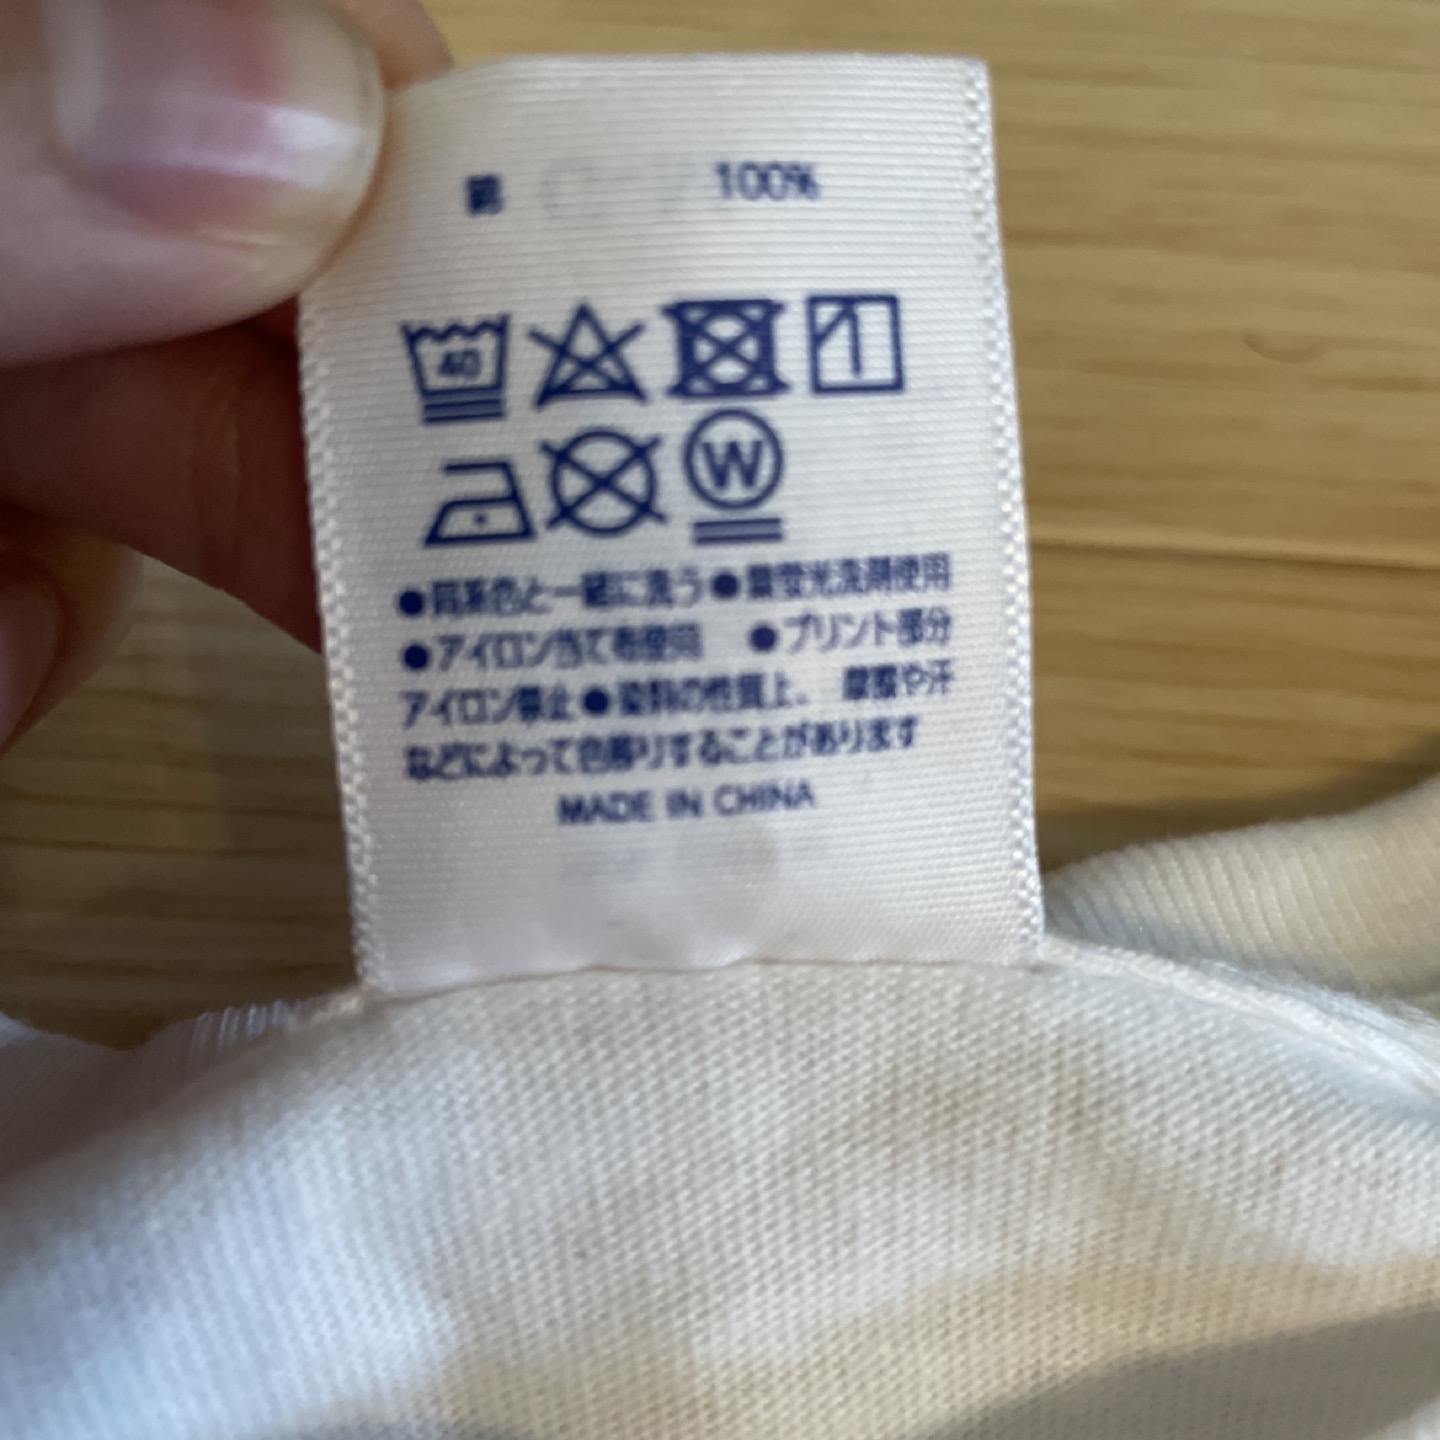 綿 100%
40
W
●同系色と一緒に洗う●無蛍光洗剤使用
●アイロン当て布使用 ●プリント部分
アイロン禁止●染料の性質上、摩擦や汗
などによって色移りすることがあります
MADE IN CHINA